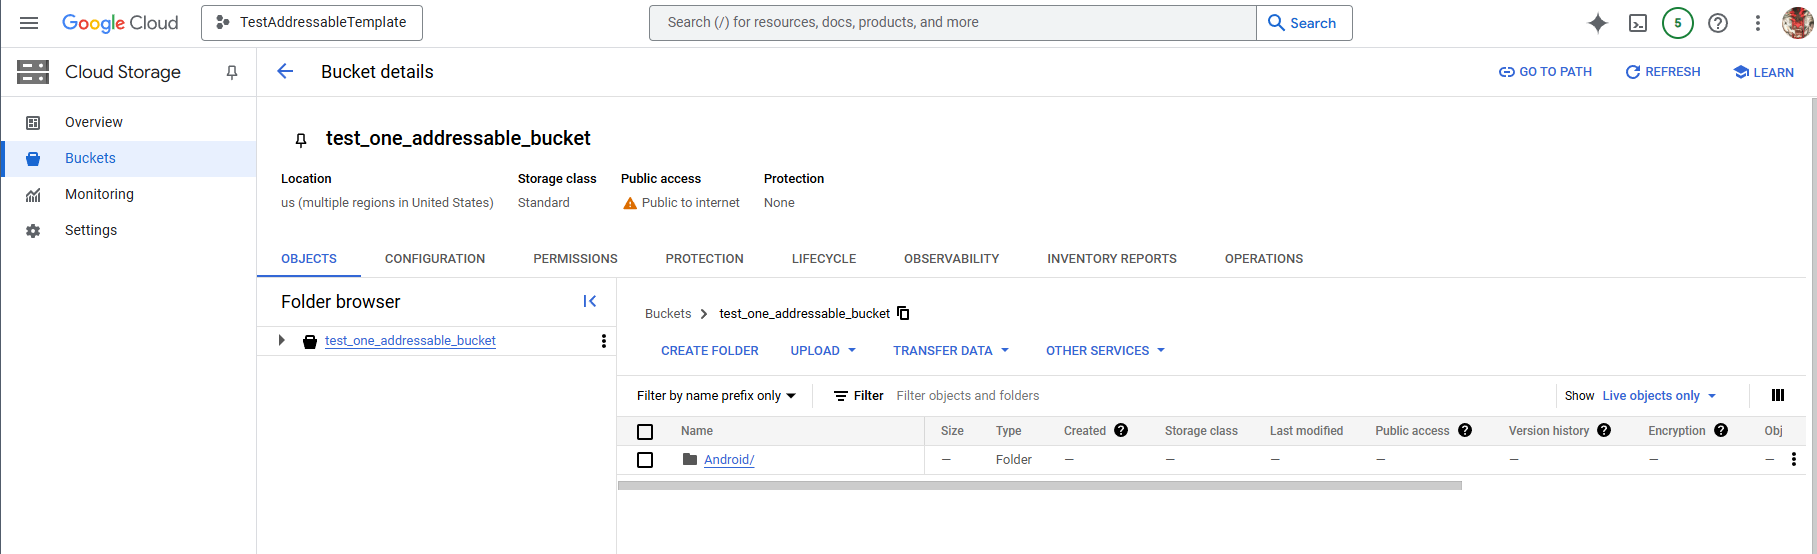 Google Cloud
TestAddressableTemplate
Search (/) for resources, docs, products, and more
Search
5
Cloud Storage
Bucket details
GO TO PATH
REFRESH
LEARN
Overview
Buckets
Monitoring
Settings
test_one_addressable_bucket
Location Storage class Public access Protection
us (multiple regions in United States) Standard Public to internet None
OBJECTS CONFIGURATION PERMISSIONS PROTECTION LIFECYCLE OBSERVABILITY INVENTORY REPORTS OPERATIONS
Folder browser
test_one_addressable_bucket
Buckets > test_one_addressable_bucket
CREATE FOLDER UPLOAD TRANSFER DATA OTHER SERVICES
Filter by name prefix only Filter Filter objects and folders Show Live objects only
Name Size Type Created Storage class Last modified Public access Version history Encryption Obj
Android/ — Folder — — — — — — —